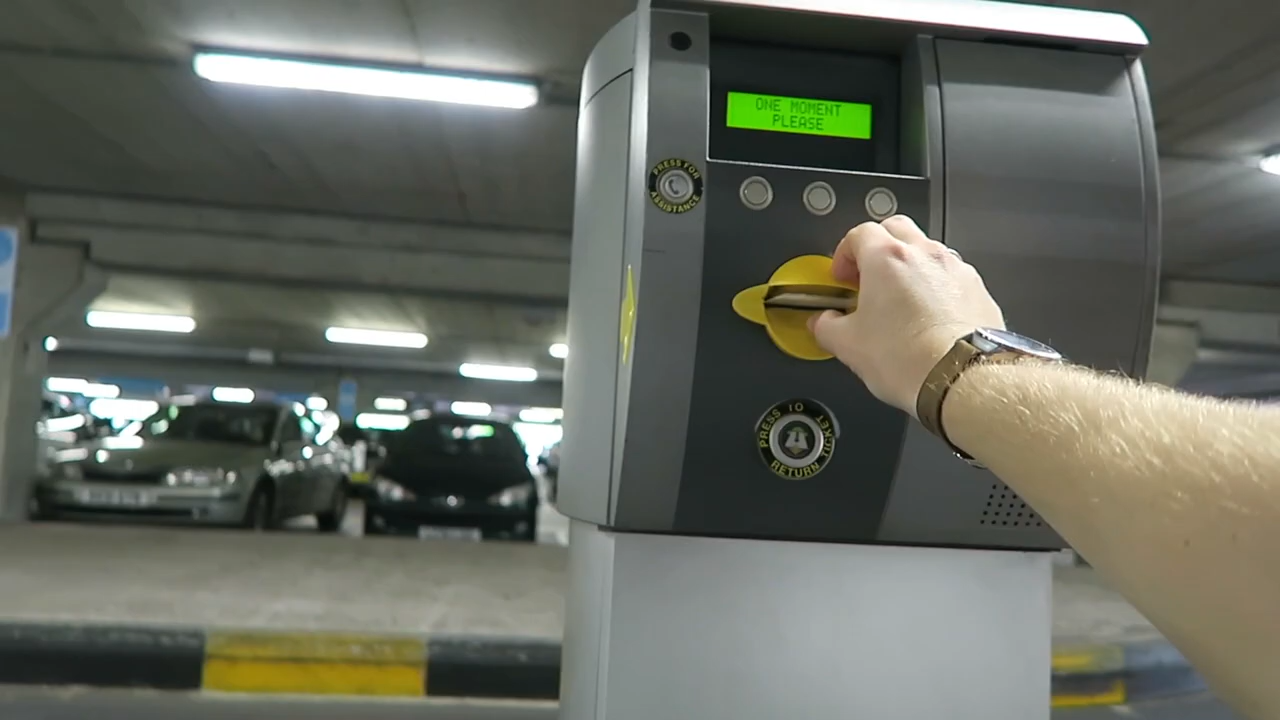 ONE MOMENT
PLEASE
PRESS FOR
ASSISTANCE
PRESS TO
RETURN TICKET